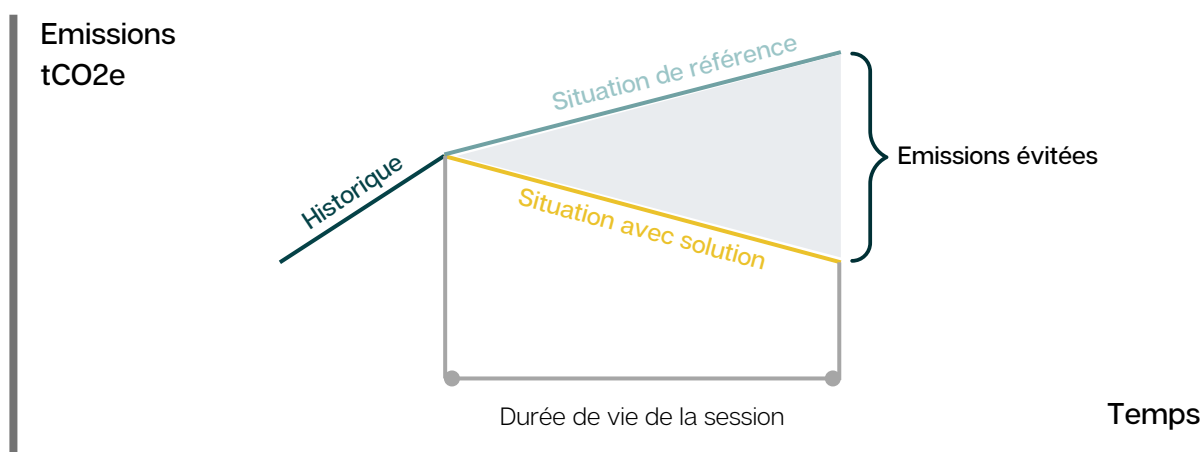 Emissions
tCO2e
Situation de référence
Historique
Emissions évitées
Situation avec solution
Durée de vie de la session
Temps